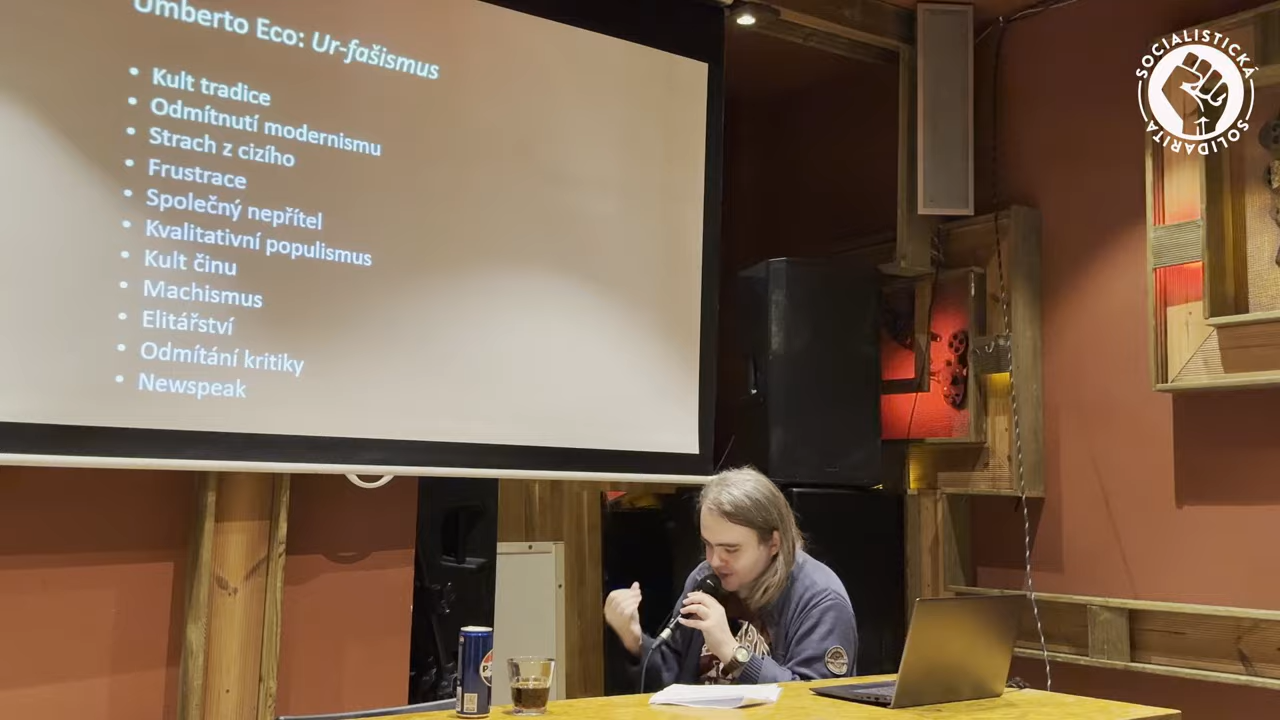 Umberto Eco: Ur-fašismus
• Kult tradice
• Odmítnutí modernismu
• Strach z cizího
• Frustrace
• Společný nepřítel
• Kvalitativní populismus
• Kult činu
• Machismus
• Elitářství
• Odmítání kritiky
• Newspeak
SOCIALISTICKÁ
SOLIDARITA